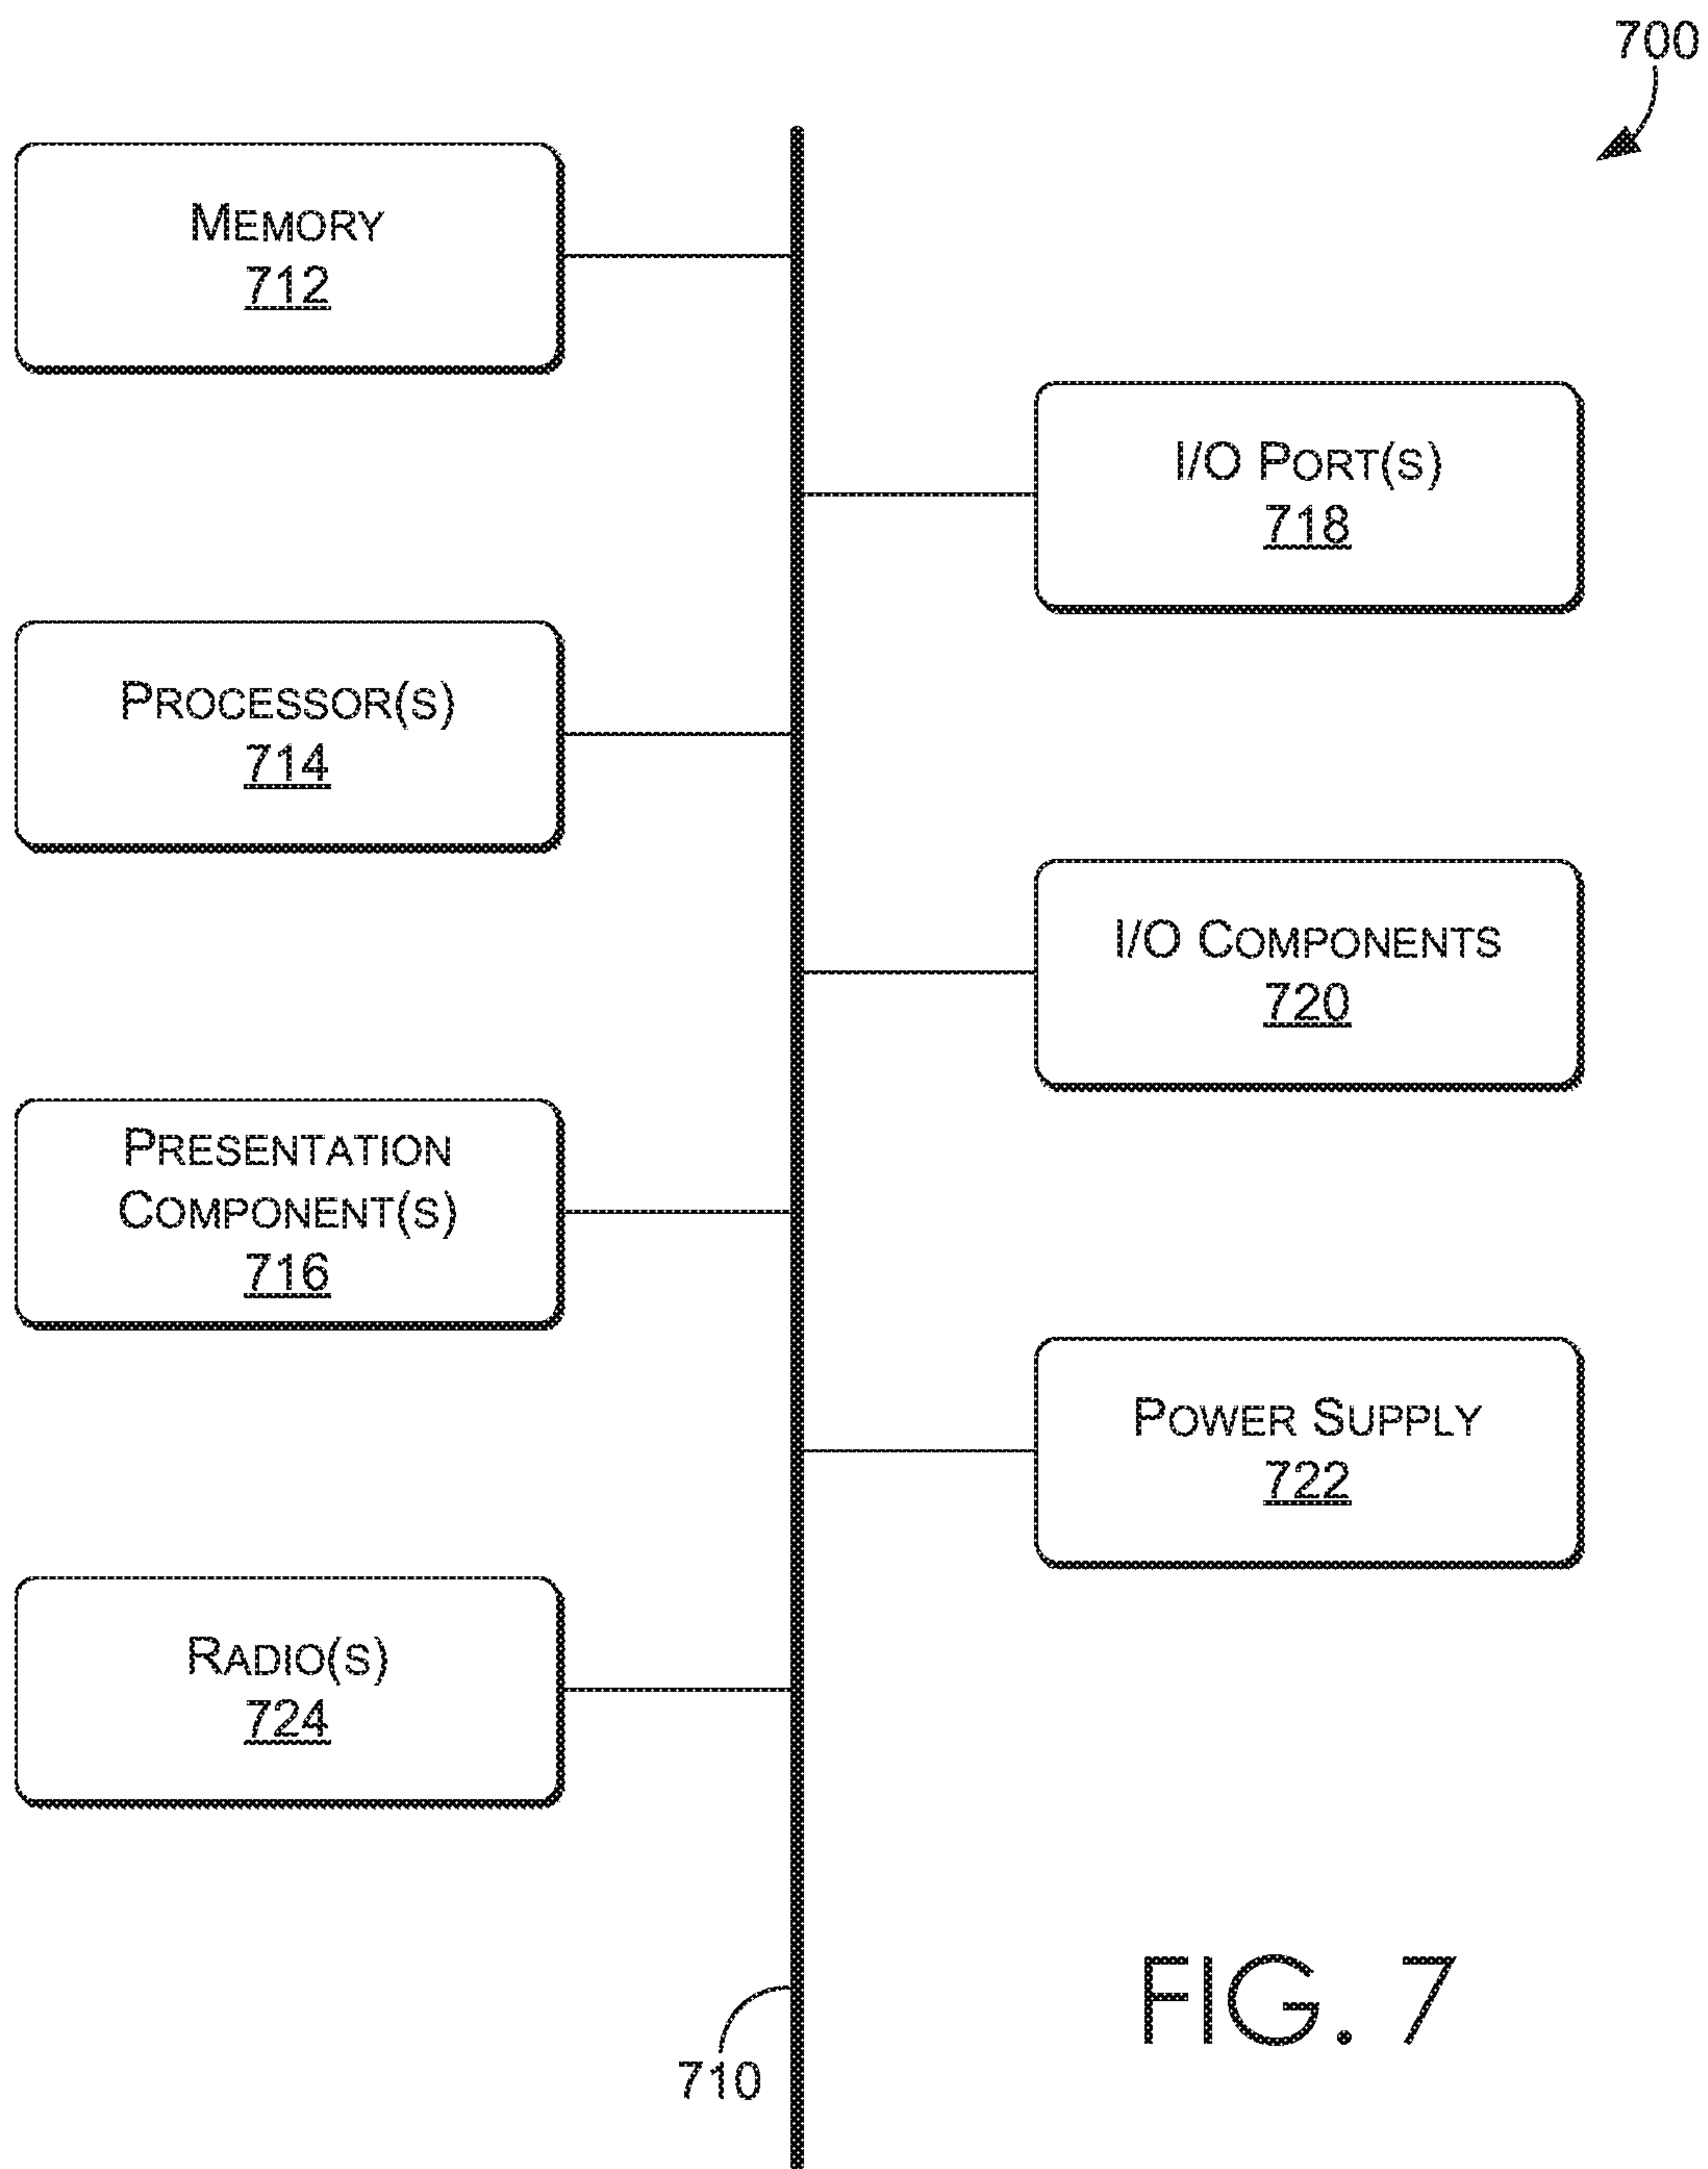 700
MEMORY
712
I/O PORT(S)
718
PROCESSOR(S)
714
I/O COMPONENTS
720
PRESENTATION
COMPONENT(S)
716
POWER SUPPLY
722
RADIO(S)
724
710
FIG. 7